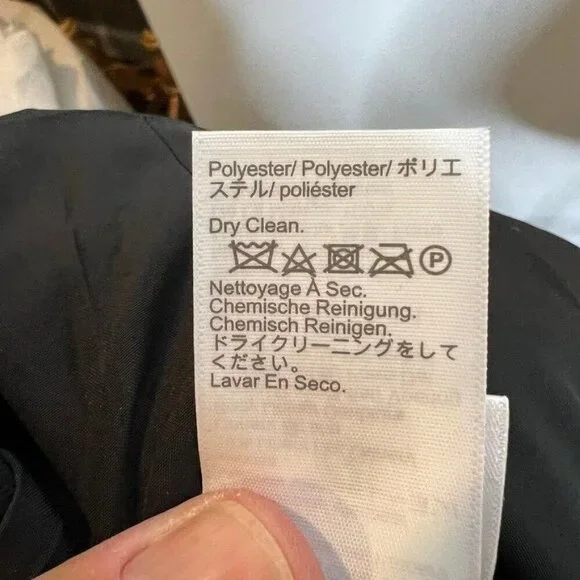 Polyester/ Polyester/ ポリエ
ステル/ poliéster
Dry Clean.
P
Nettoyage À Sec.
Chemische Reinigung.
Chemisch Reinigen.
ドライクリーニングをして
ください。
Lavar En Seco.